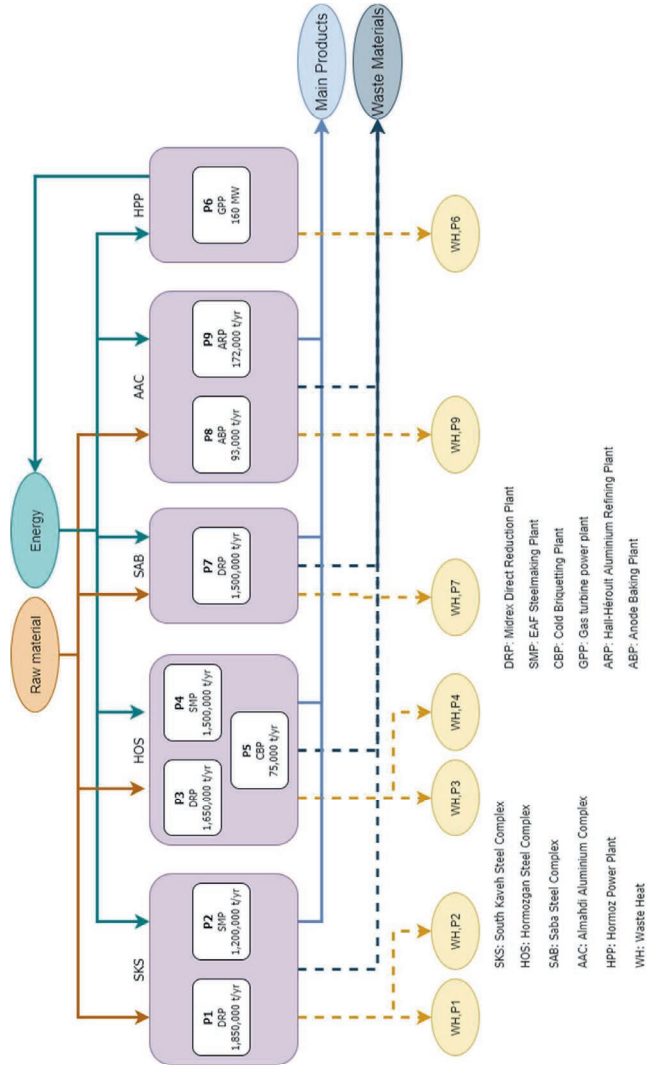 Raw material
Energy
SKS
HOS
SAB
AAC
HPP
P1
DRP
1,850,000 t/yr
P2
SMP
1,200,000 t/yr
P3
DRP
1,650,000 t/yr
P4
SMP
1,500,000 t/yr
P5
CBP
75,000 t/yr
P7
DRP
1,500,000 t/yr
P8
ABP
93,000 t/yr
P9
ARP
172,000 t/yr
P6
GPP
160 MW
Main Products
Waste Materials
WH,P1
WH,P2
WH,P3
WH,P4
WH,P7
WH,P9
WH,P6
SKS: South Kaveh Steel Complex
HOS: Hormozgan Steel Complex
SAB: Saba Steel Complex
AAC: Almahdi Aluminium Complex
HPP: Hormoz Power Plant
WH: Waste Heat
DRP: Midrex Direct Reduction Plant
SMP: EAF Steelmaking Plant
CBP: Cold Briquetting Plant
GPP: Gas turbine power plant
ARP: Hall-Héroult Aluminium Refining Plant
ABP: Anode Baking Plant